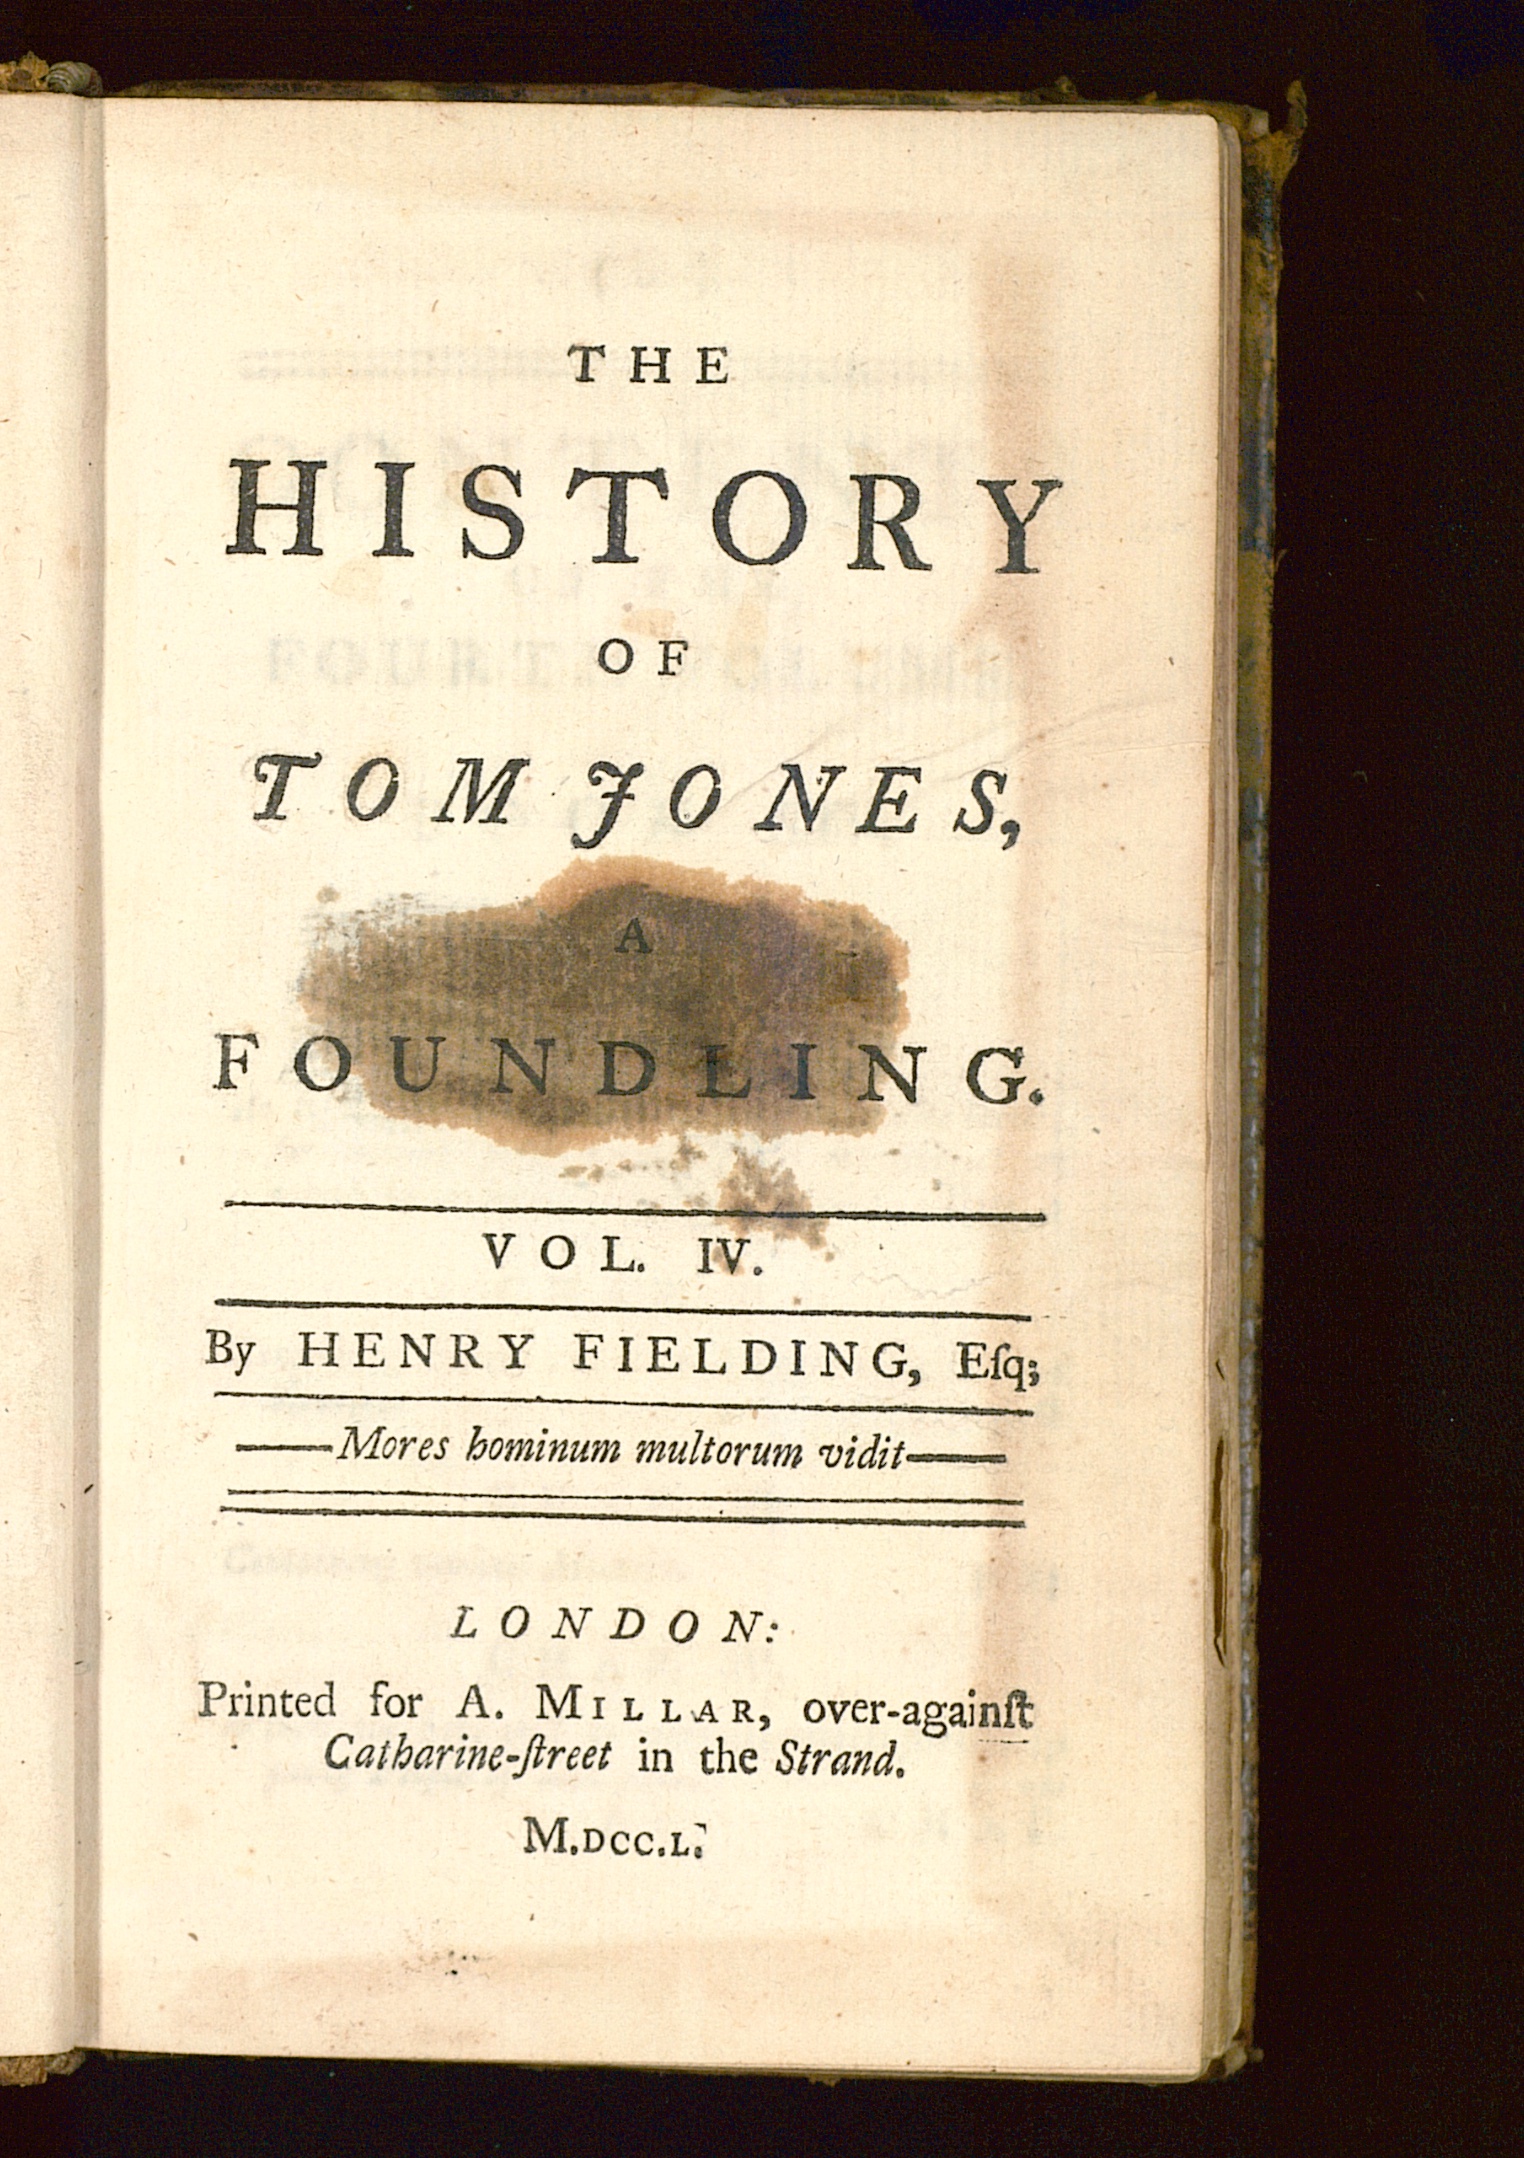 THE
HISTORY
OF
TOM JONES,
A
FOUNDLING.
VOL. IV.
By HENRY FIELDING, Eſq;
——Mores hominum multorum vidit——
LONDON:
Printed for A. MILLAR, over-againſt
Catharine-ſtreet in the Strand.
M.DCC.L.